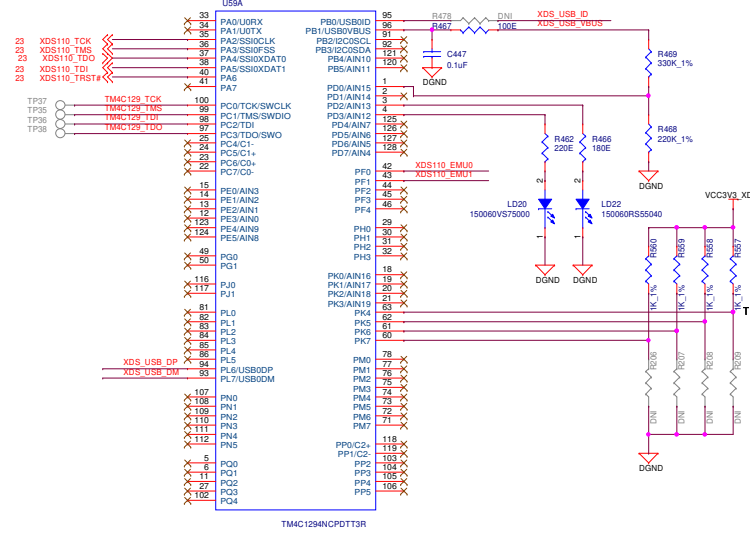 U59A
33 PA0/U0RX
34 PA1/U0TX
23 XDS110_TCK 35 PA2/SSI0CLK
23 XDS110_TMS 36 PA3/SSI0FSS
23 XDS110_TDO 37 PA4/SSI0XDAT0
23 XDS110_TDI 38 PA5/SSI0XDAT1
23 XDS110_TRST# 40 PA6
41 PA7
TP37 TM4C129_TCK 100 PC0/TCK/SWCLK
TP35 TM4C129_TMS 99 PC1/TMS/SWDIO
TP36 TM4C129_TDI 98 PC2/TDI
TP38 TM4C129_TDO 97 PC3/TDO/SWO
25 PC4/C1-
24 PC5/C1+
23 PC6/C0+
22 PC7/C0-
15 PE0/AIN3
14 PE1/AIN2
13 PE2/AIN1
12 PE3/AIN0
123 PE4/AIN9
124 PE5/AIN8
49 PG0
50 PG1
116 PJ0
117 PJ1
81 PL0
82 PL1
83 PL2
84 PL3
85 PL4
86 PL5
XDS_USB_DP 94 PL6/USB0DP
XDS_USB_DM 93 PL7/USB0DM
107 PN0
108 PN1
109 PN2
110 PN3
111 PN4
112 PN5
5 PQ0
6 PQ1
11 PQ2
27 PQ3
102 PQ4
PB0/USB0ID 95 R478 DNI XDS_USB_ID
PB1/USB0VBUS 96 R467 100E XDS_USB_VBUS
PB2/I2C0SCL 91
PB3/I2C0SDA 92
PB4/AIN10 121
PB5/AIN11 120
C447
0.1uF
DGND
R469
330K_1%
PD0/AIN15 1
PD1/AIN14 2
PD2/AIN13 3
PD3/AIN12 4
PD4/AIN7 125
PD5/AIN6 126
PD6/AIN5 127
PD7/AIN4 128
R462
220E
R466
180E
R468
220K_1%
DGND
PF0 42 XDS110_EMU0
PF1 43 XDS110_EMU1
PF2 44
PF3 45
PF4 46
2
2
LD20
150060VS75000
LD22
150060RS55040
1
1
DGND
DGND
PH0 29
PH1 30
PH2 31
PH3 32
PK0/AIN16 18
PK1/AIN17 19
PK2/AIN18 20
PK3/AIN19 21
PK4 63
PK5 62
PK6 61
PK7 60
PM0 78
PM1 77
PM2 76
PM3 75
PM4 74
PM5 73
PM6 72
PM7 71
PP0/C2+ 118
PP1/C2- 119
PP2 103
PP3 104
PP4 105
PP5 106
VCC3V3_XD
R560
1K_1%
R559
1K_1%
R558
1K_1%
R557
1K_1%
T
R206
DNI
R207
DNI
R208
DNI
R209
DNI
DGND
TM4C1294NCPDTT3R